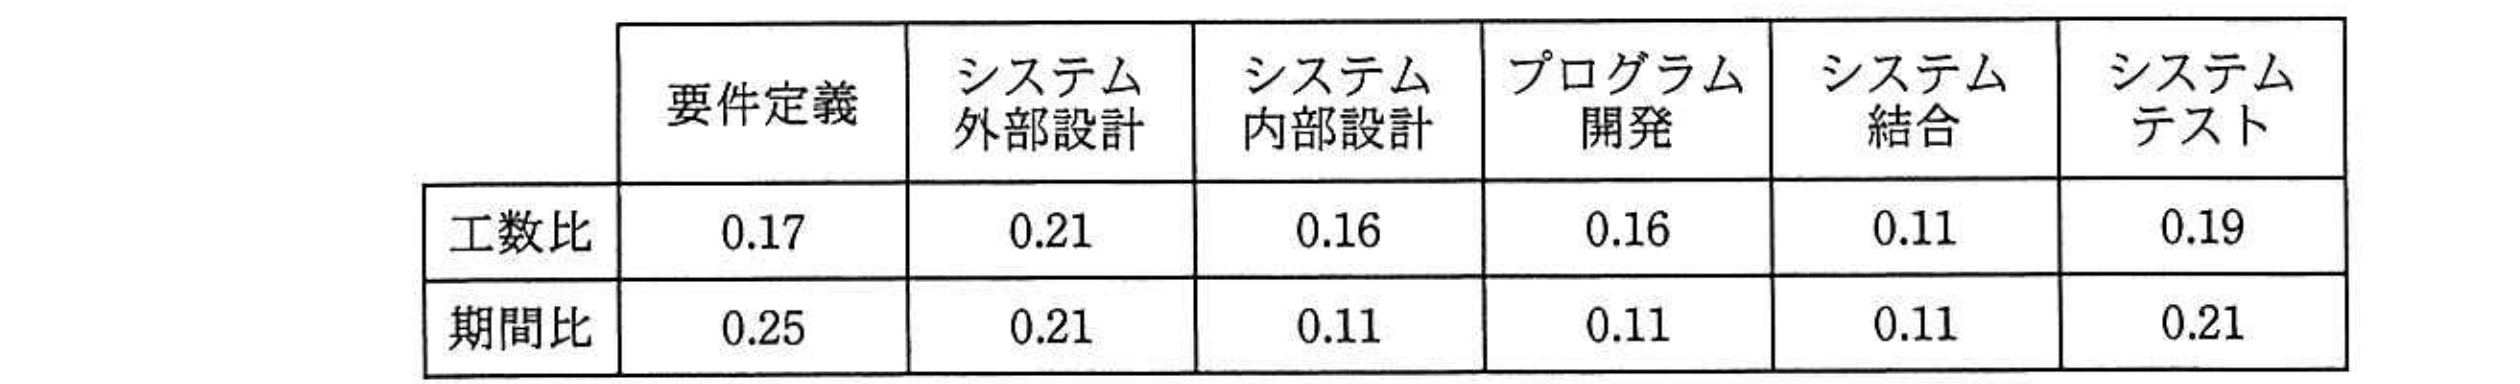 要件定義 システム外部設計 システム内部設計 プログラム開発 システム結合 システムテスト
工数比 0.17 0.21 0.16 0.16 0.11 0.19
期間比 0.25 0.21 0.11 0.11 0.11 0.21